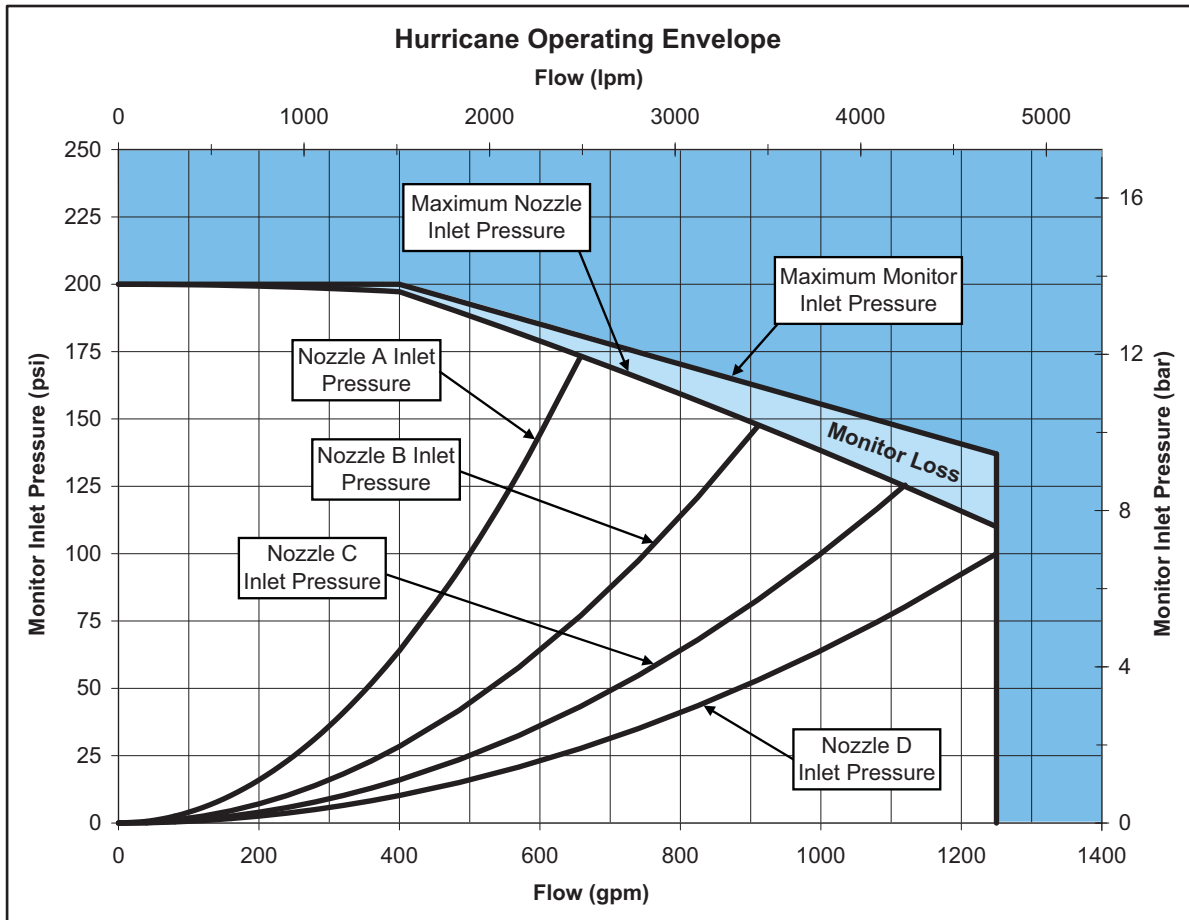 Hurricane Operating Envelope
Flow (lpm)
0 1000 2000 3000 4000 5000
Monitor Inlet Pressure (psi)
250
225
200
175
150
125
100
75
50
25
0
Maximum Nozzle
Inlet Pressure
Maximum Monitor
Inlet Pressure
Nozzle A Inlet
Pressure
Nozzle B Inlet
Pressure
Monitor Loss
Nozzle C
Inlet Pressure
Nozzle D
Inlet Pressure
16
12
8
4
0
Monitor Inlet Pressure (bar)
0 200 400 600 800 1000 1200 1400
Flow (gpm)